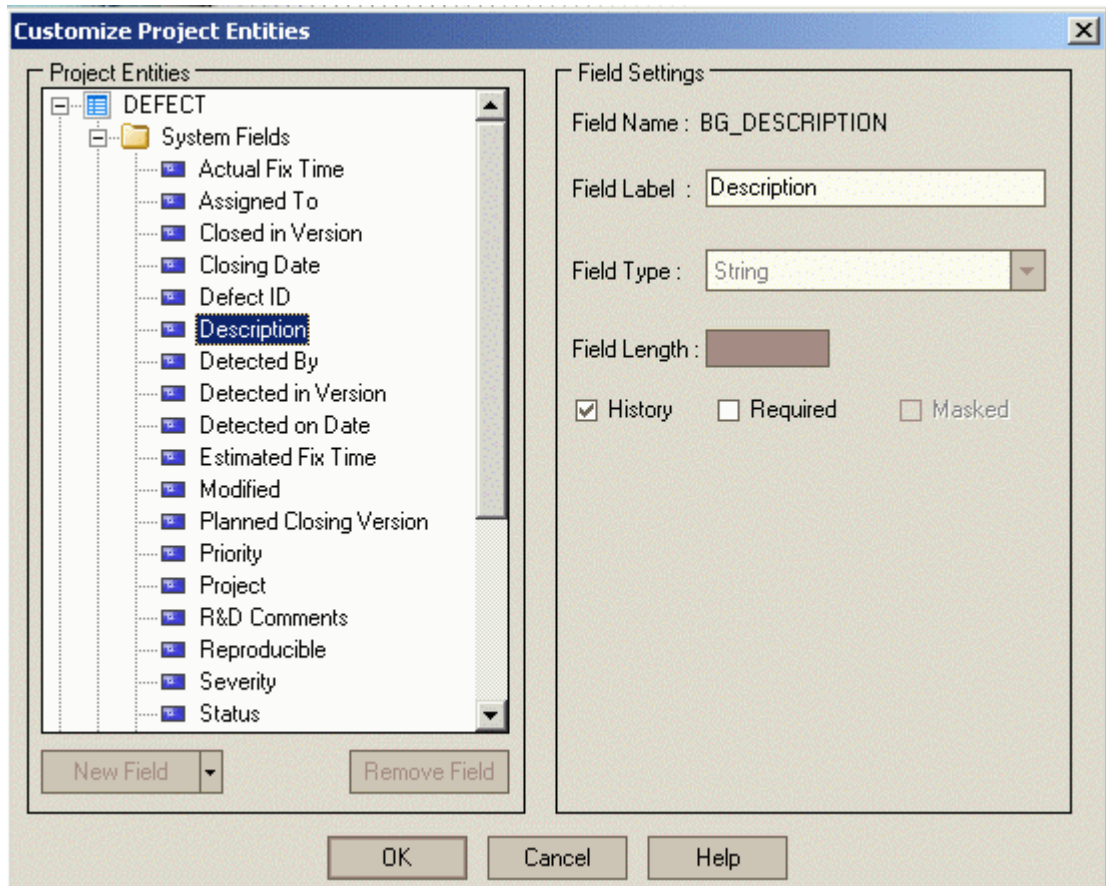 Customize Project Entities
Project Entities
DEFECT
System Fields
Actual Fix Time
Assigned To
Closed in Version
Closing Date
Defect ID
Description
Detected By
Detected in Version
Detected on Date
Estimated Fix Time
Modified
Planned Closing Version
Priority
Project
R&D Comments
Reproducible
Severity
Status
New Field
Remove Field
Field Settings
Field Name : BG_DESCRIPTION
Field Label : Description
Field Type : String
Field Length :
History Required Masked
OK Cancel Help